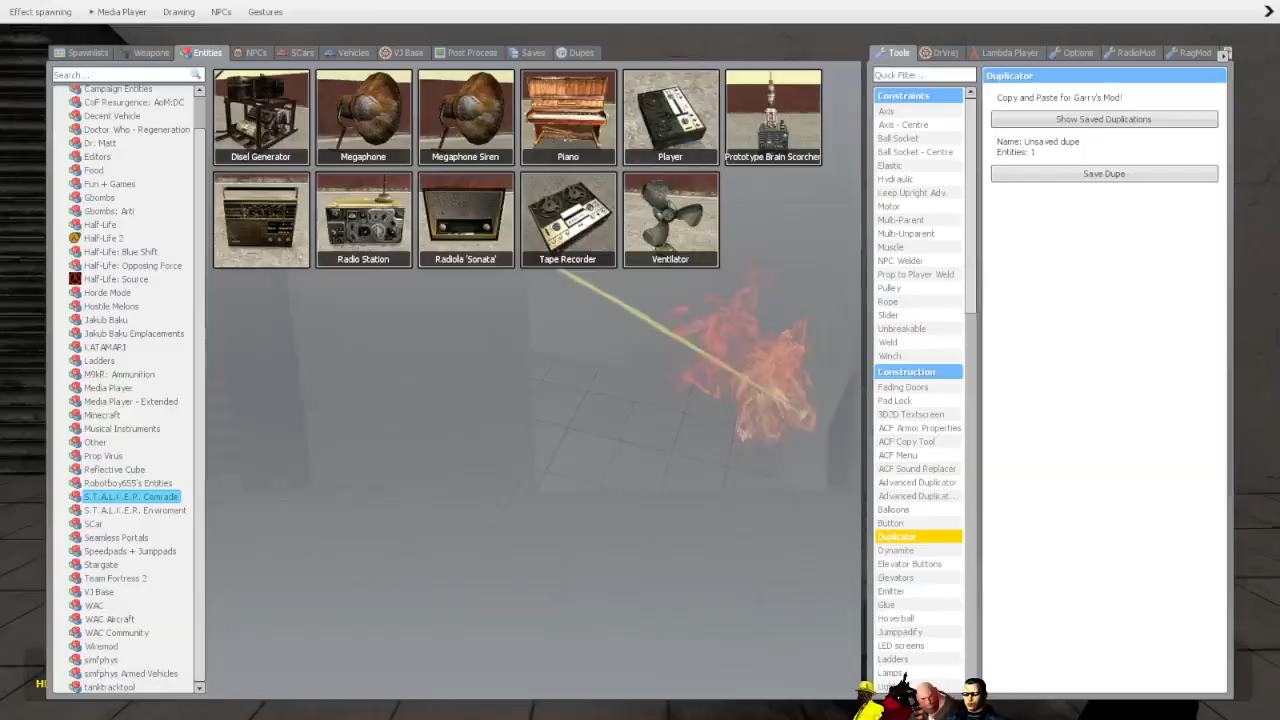 Effect spawning
Media Player
Drawing
NPCs
Gestures
Spawnlists
Weapons
Entities
NPCs
SCars
Vehicles
VJ Base
Post Process
Saves
Dupes
Tools
DrVrej
Lambda Player
Options
RadioMod
RagMod
Search...
Campaign Entities
CoF Resurgence: AoM:DC
Decent Vehicle
Doctor Who - Regeneration
Dr. Matt
Editors
Food
Fun + Games
Gbombs
Gbombs: Arti
Half-Life
Half-Life 2
Half-Life: Blue Shift
Half-Life: Opposing Force
Half-Life: Source
Horde Mode
Hostile Melons
Jakub Baku
Jakub Baku Emplacements
KATAMARI
Ladders
M9kR: Ammunition
Media Player
Media Player - Extended
Minecraft
Musical Instruments
Other
Prop Virus
Reflective Cube
Robotboy655's Entities
S.T.A.L.K.E.R. Comrade
S.T.A.L.K.E.R. Enviroment
SCar
Seamless Portals
Speedpads + Jumppads
Stargate
Team Fortress 2
VJ Base
WAC
WAC Aircraft
WAC Community
Wiremod
simfphys
simfphys Armed Vehicles
tanktracktool
Disel Generator
Megaphone
Megaphone Siren
Piano
Player
Prototype Brain Scorcher
Radio Station
Radiola 'Sonata'
Tape Recorder
Ventilator
Quick Filter ...
Constraints
Axis
Axis - Centre
Ball Socket
Ball Socket - Centre
Elastic
Hydraulic
Keep Upright Adv.
Motor
Multi-Parent
Multi-Unparent
Muscle
NPC Welder
Prop to Player Weld
Pulley
Rope
Slider
Unbreakable
Weld
Winch
Construction
Fading Doors
Pad Lock
3D2D Textscreen
ACF Armor Properties
ACF Copy Tool
ACF Menu
ACF Sound Replacer
Advanced Duplicator
Advanced Duplicat...
Balloons
Button
Duplicator
Dynamite
Elevator Buttons
Elevators
Emitter
Glue
Hoverball
Jumppadify
LED screens
Ladders
Lamps
Duplicator
Copy and Paste for Garry's Mod!
Show Saved Duplications
Name: Unsaved dupe
Entities: 1
Save Dupe